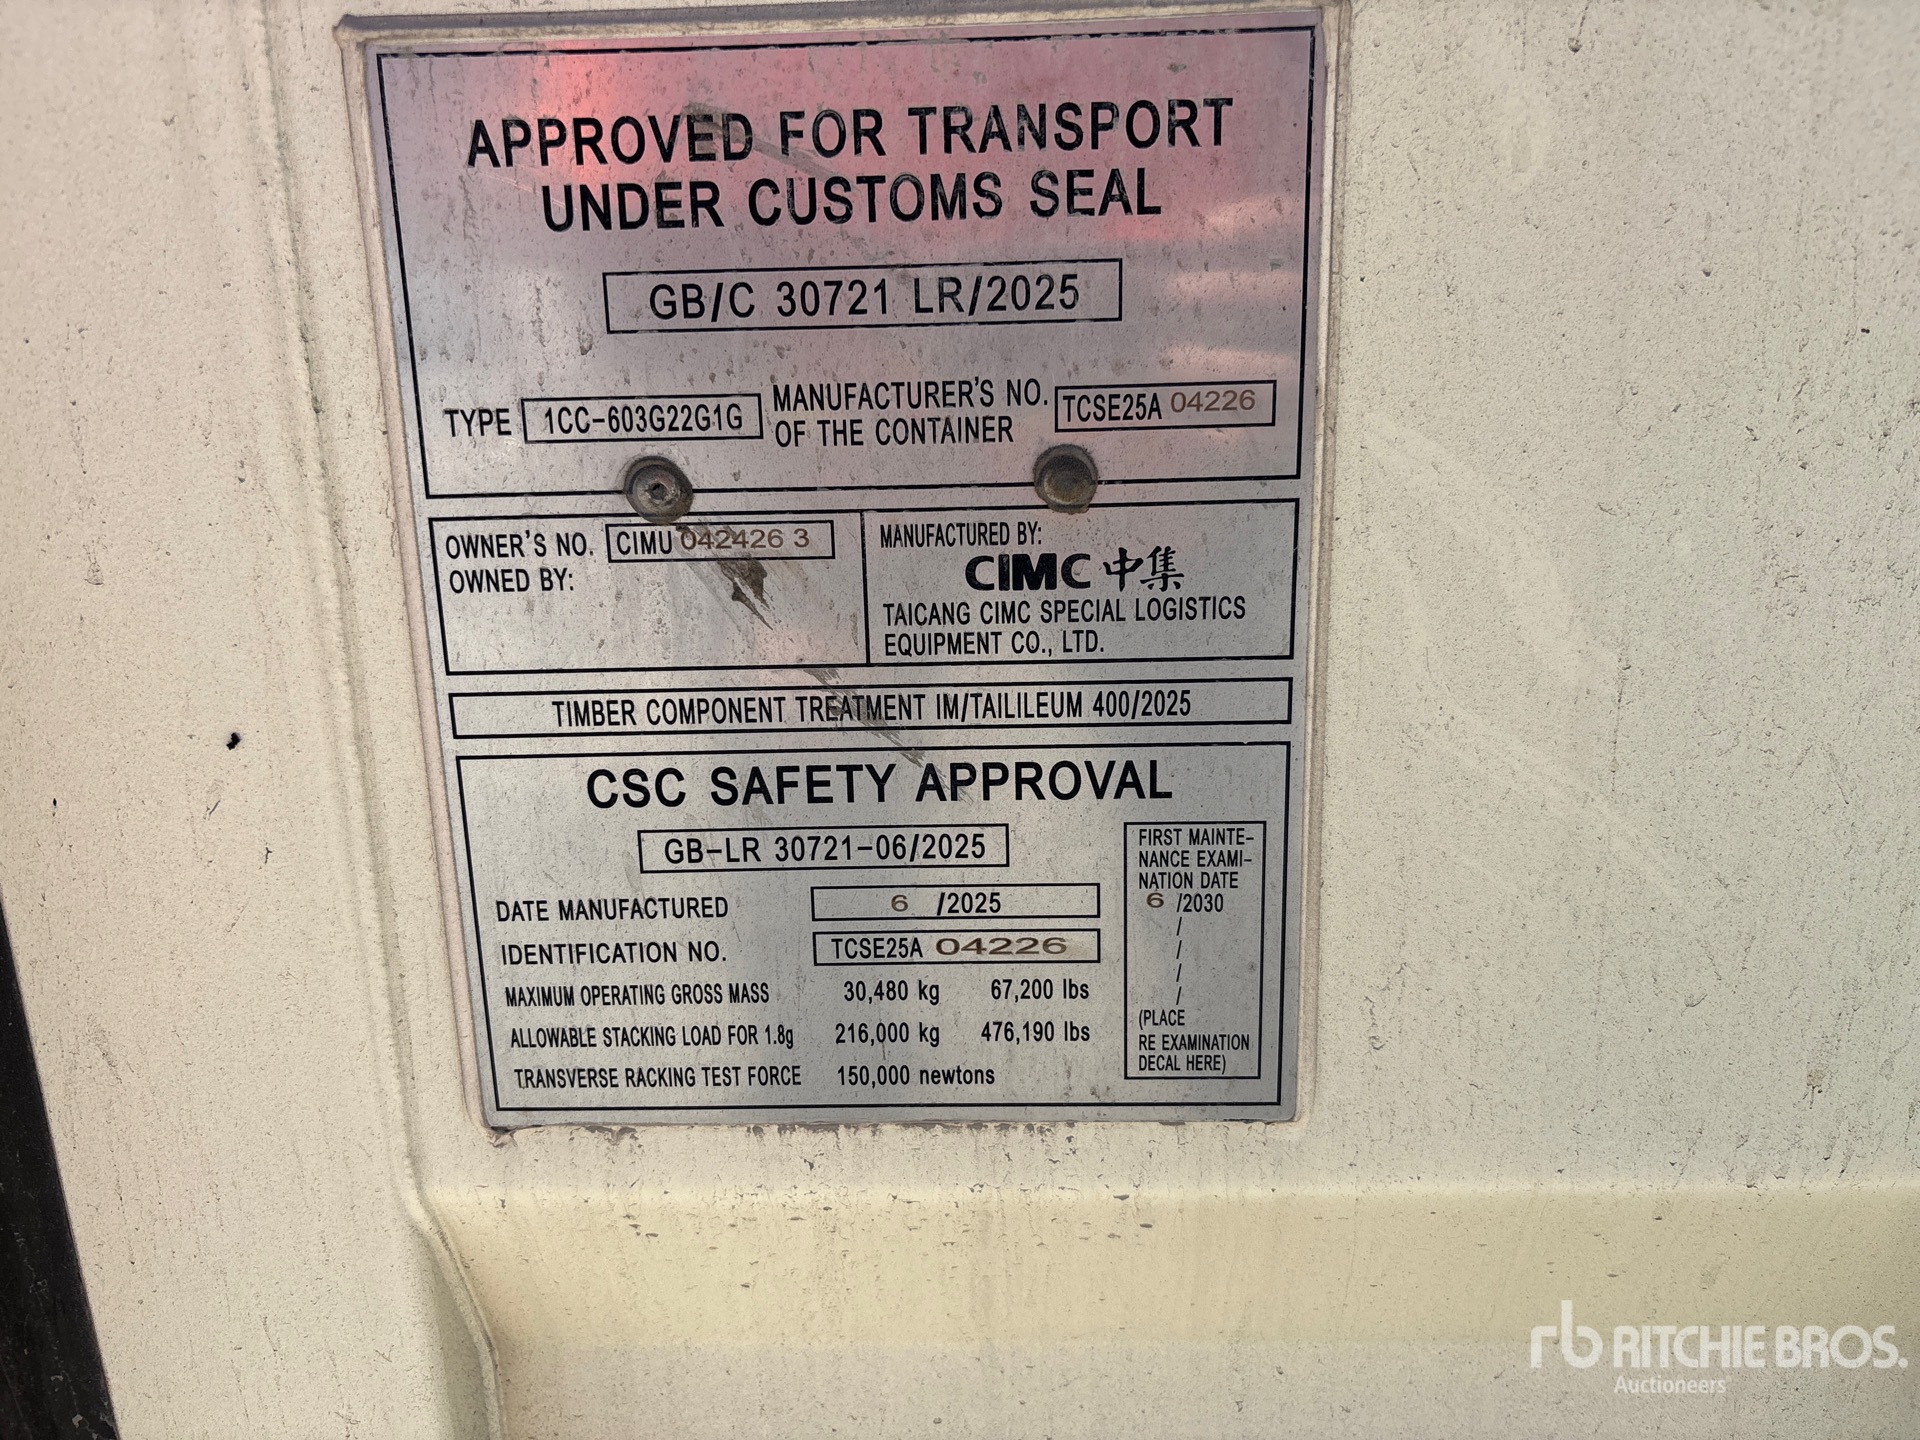 APPROVED FOR TRANSPORT
UNDER CUSTOMS SEAL
GB/C 30721 LR/2025
TYPE 1CC-603G22G1G MANUFACTURER'S NO. OF THE CONTAINER TCSE25A 04226
OWNER'S NO. CIMU 042426 3
OWNED BY:
MANUFACTURED BY:
CIMC 中集
TAICANG CIMC SPECIAL LOGISTICS
EQUIPMENT CO., LTD.
TIMBER COMPONENT TREATMENT IM/TAILILEUM 400/2025
CSC SAFETY APPROVAL
GB-LR 30721-06/2025
DATE MANUFACTURED 6 /2025
IDENTIFICATION NO. TCSE25A 04226
MAXIMUM OPERATING GROSS MASS 30,480 kg 67,200 lbs
ALLOWABLE STACKING LOAD FOR 1.8g 216,000 kg 476,190 lbs
TRANSVERSE RACKING TEST FORCE 150,000 newtons
FIRST MAINTE-
NANCE EXAMI-
NATION DATE
6 /2030
/
/
/
/
(PLACE
RE EXAMINATION
DECAL HERE)
rb RITCHIE BROS.
Auctioneers